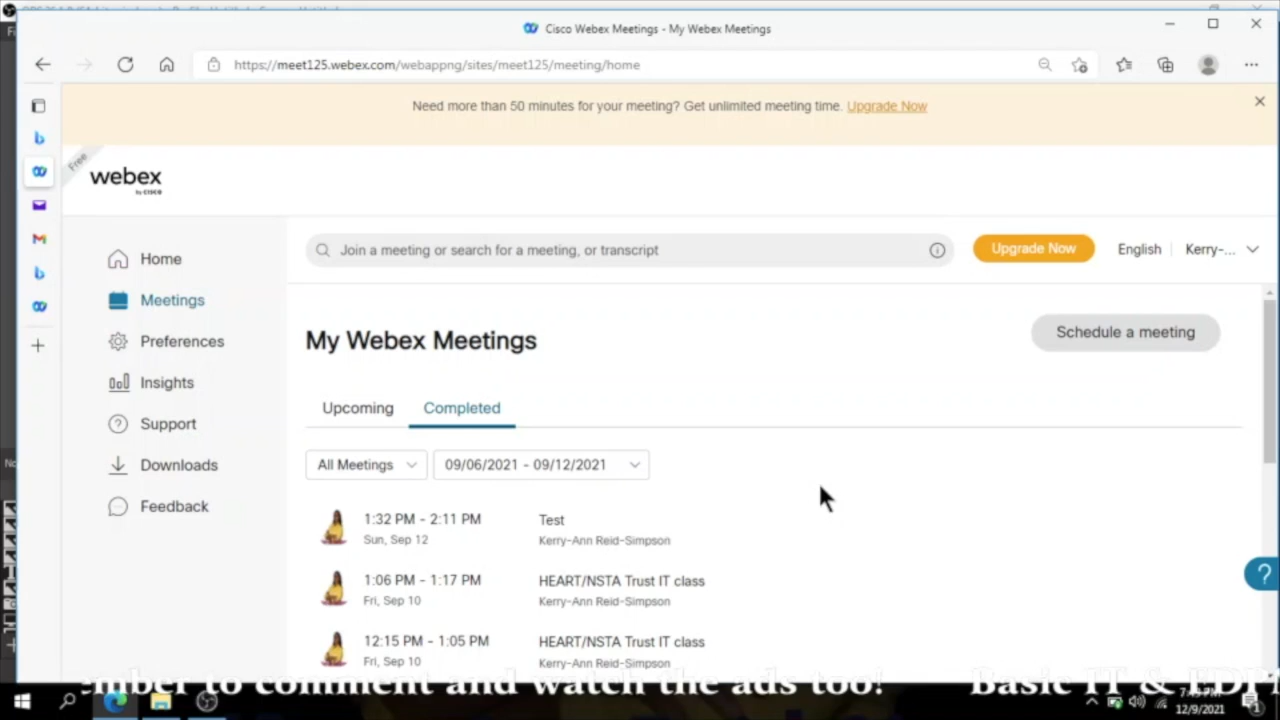 Cisco Webex Meetings - My Webex Meetings
https://meet125.webex.com/webappng/sites/meet125/meeting/home
Need more than 50 minutes for your meeting? Get unlimited meeting time. Upgrade Now
Free
webex
by CISCO
Home
Meetings
Preferences
Insights
Support
Downloads
Feedback
Join a meeting or search for a meeting, or transcript
Upgrade Now
English
Kerry-...
My Webex Meetings
Schedule a meeting
Upcoming
Completed
All Meetings
09/06/2021 - 09/12/2021
1:32 PM - 2:11 PM
Sun, Sep 12
Test
Kerry-Ann Reid-Simpson
1:06 PM - 1:17 PM
Fri, Sep 10
HEART/NSTA Trust IT class
Kerry-Ann Reid-Simpson
12:15 PM - 1:05 PM
Fri, Sep 10
HEART/NSTA Trust IT class
Kerry-Ann Reid-Simpson
mber to comment and watch the ads too!
Basic IT &
12/9/2021